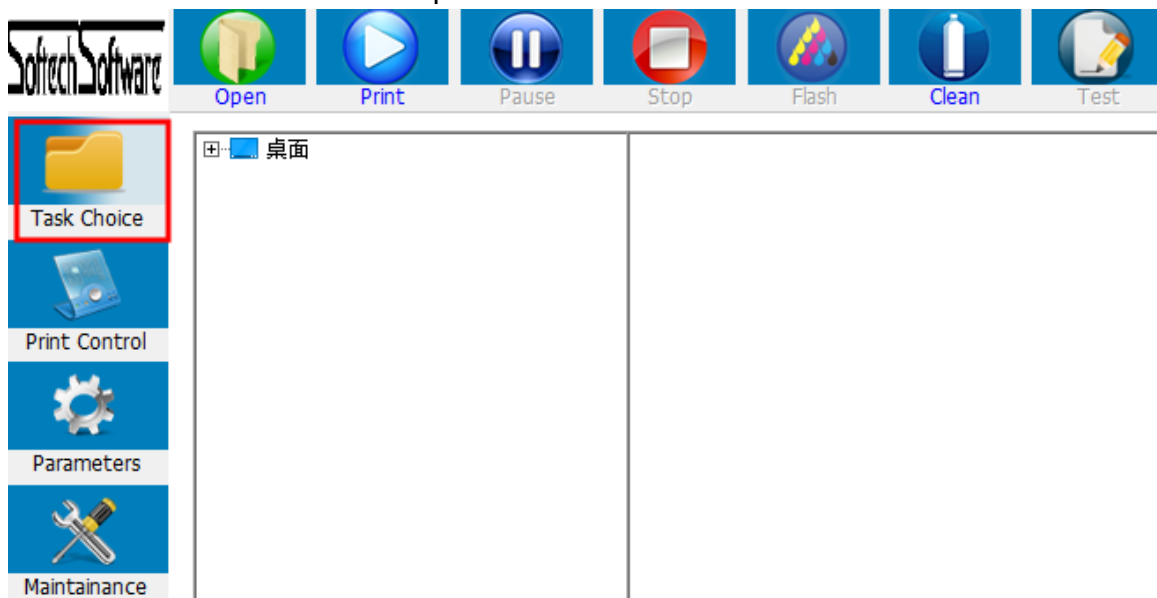 Softech Software
Open Print Pause Stop Flash Clean Test
桌面
Task Choice
Print Control
Parameters
Maintainance